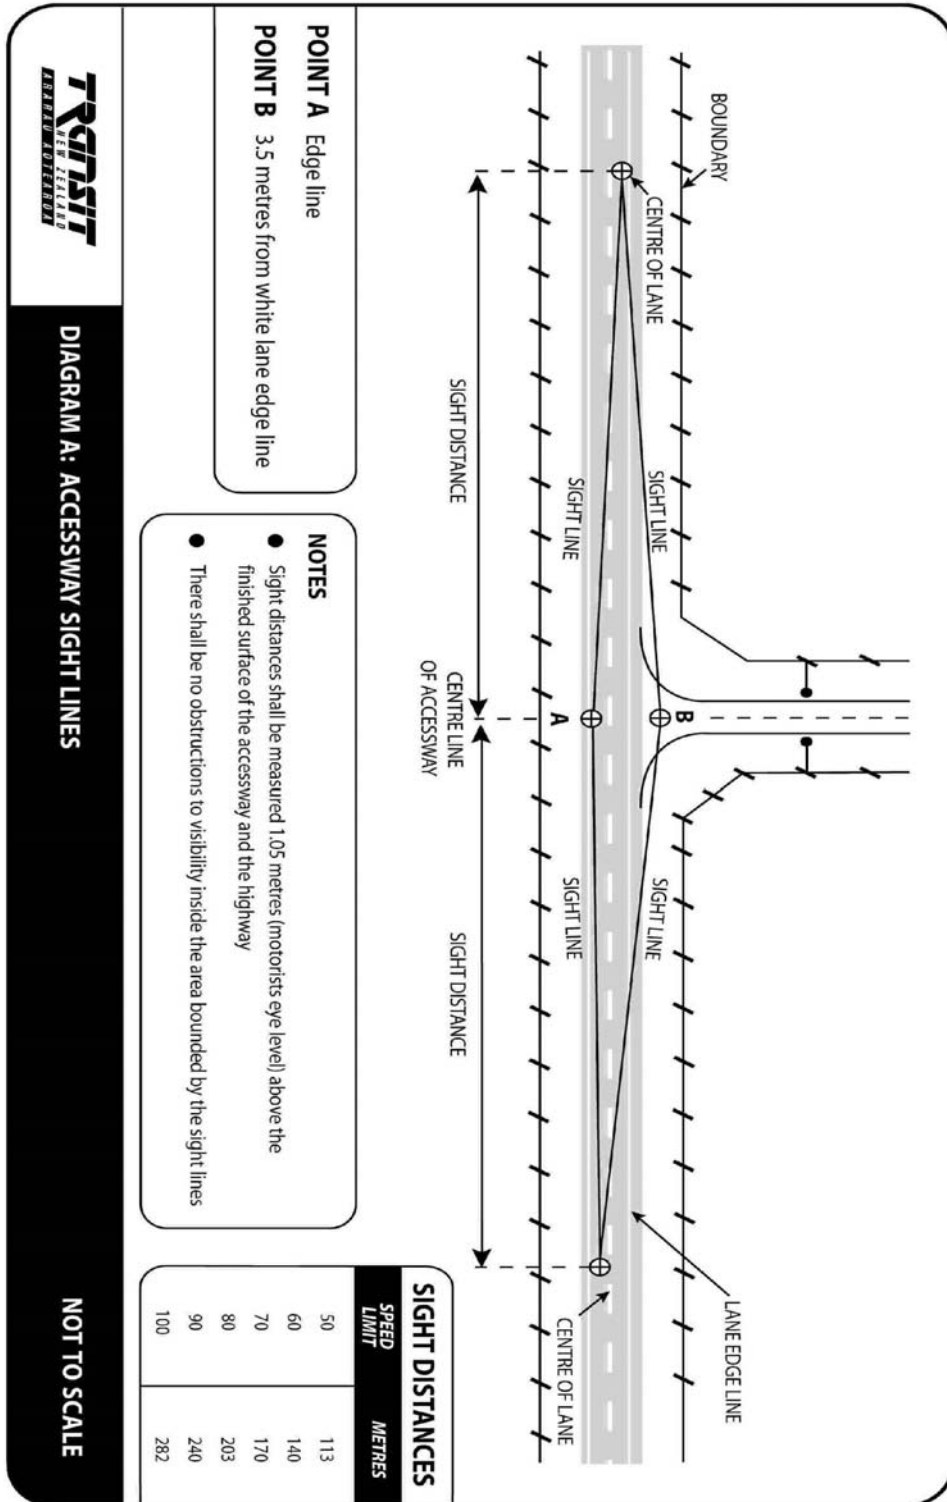 BOUNDARY
CENTRE OF LANE
SIGHT LINE
SIGHT LINE
SIGHT DISTANCE
B
A
CENTRE LINE
OF ACCESSWAY
SIGHT LINE
SIGHT LINE
SIGHT DISTANCE
LANE EDGE LINE
CENTRE OF LANE
POINT A Edge line
POINT B 3.5 metres from white lane edge line
NOTES
● Sight distances shall be measured 1.05 metres (motorists eye level) above the
finished surface of the accessway and the highway
● There shall be no obstructions to visibility inside the area bounded by the sight lines
SIGHT DISTANCES
SPEED LIMIT METRES
50 113
60 140
70 170
80 203
90 240
100 282
TRANSIT
NEW ZEALAND
ARARAU AOTEAROA
DIAGRAM A: ACCESSWAY SIGHT LINES
NOT TO SCALE